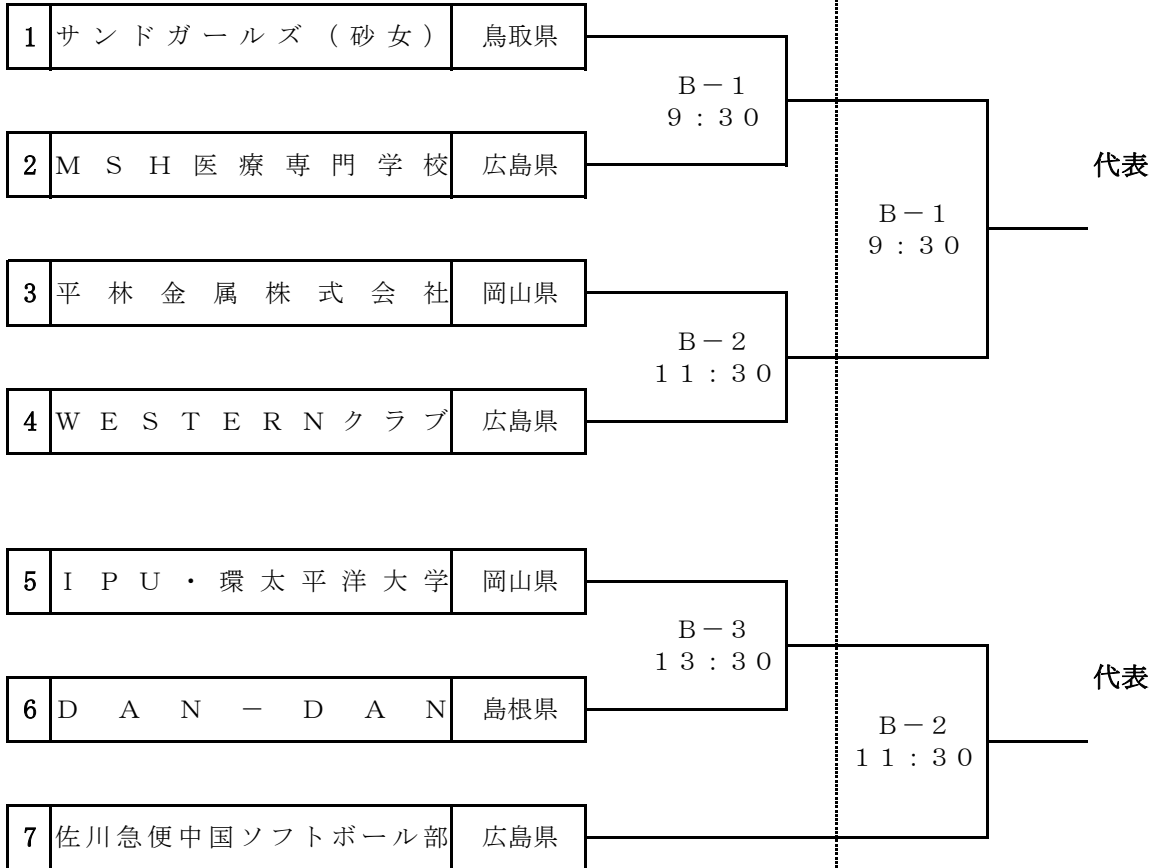 1 サンドガールズ(砂女) 鳥取県
B－1
9：30
2 MSH医療専門学校 広島県
代表
B－1
9：30
3 平林金属株式会社 岡山県
B－2
11：30
4 WESTERNクラブ 広島県
5 IPU・環太平洋大学 岡山県
B－3
13：30
代表
6 DAN－DAN 島根県
B－2
11：30
7 佐川急便中国ソフトボール部 広島県